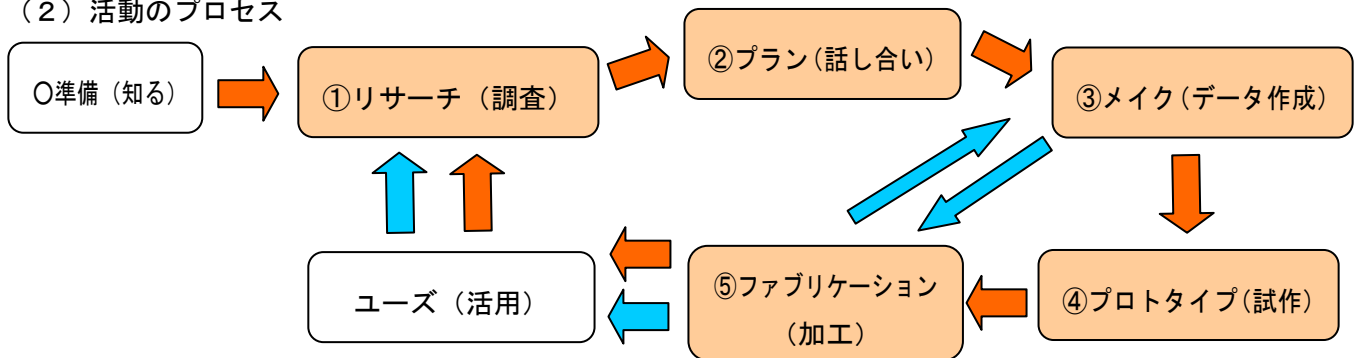 （２）活動のプロセス
〇準備（知る）
①リサーチ（調査）
②プラン（話し合い）
③メイク（データ作成）
④プロトタイプ（試作）
⑤ファブリケーション
（加工）
ユーズ（活用）